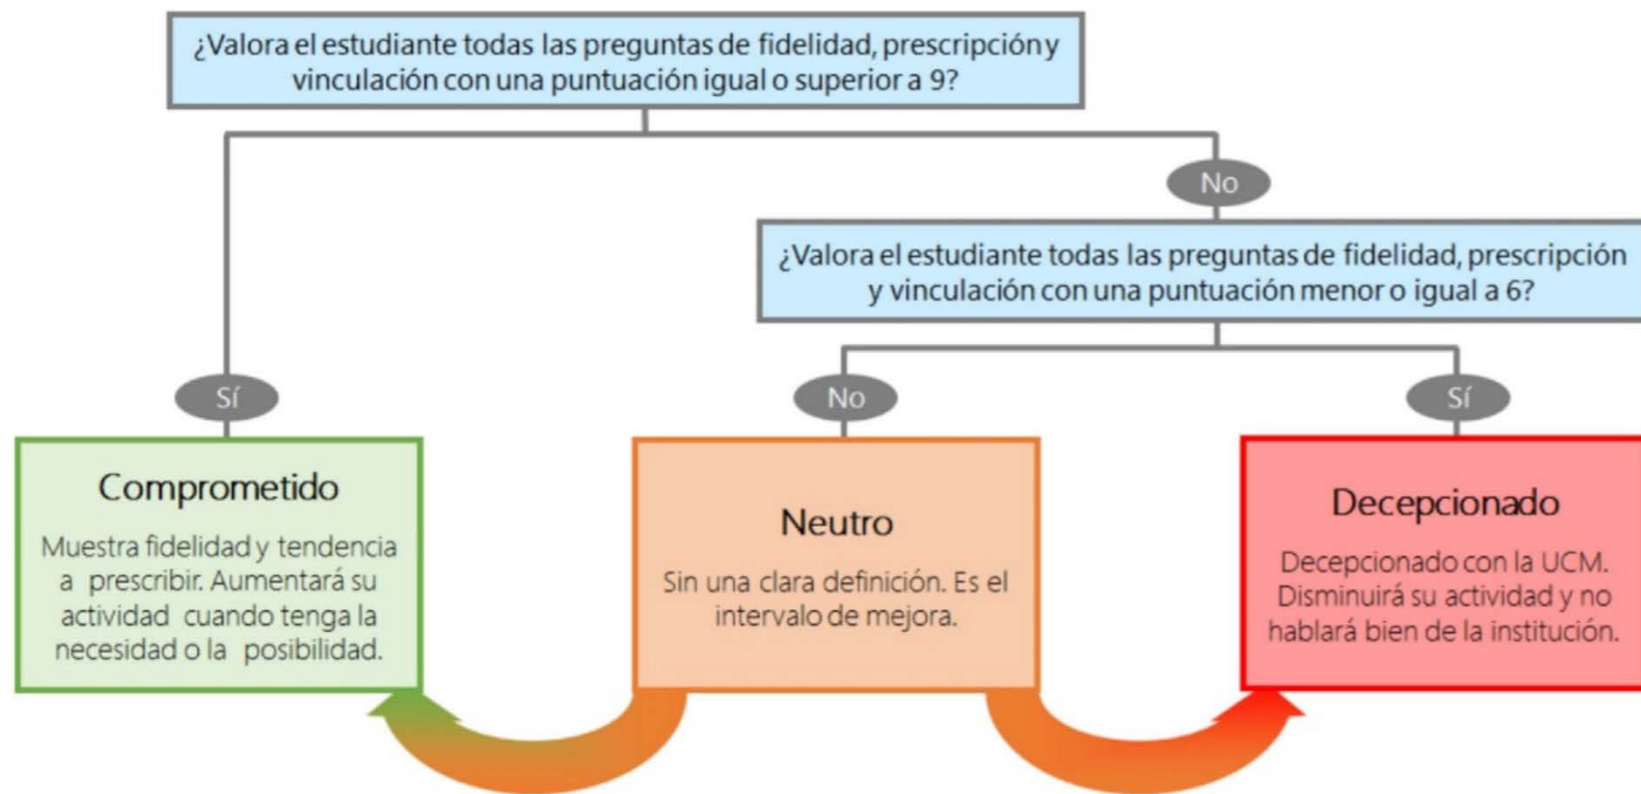 ¿Valora el estudiante todas las preguntas de fidelidad, prescripción y
vinculación con una puntuación igual o superior a 9?
No
¿Valora el estudiante todas las preguntas de fidelidad, prescripción
y vinculación con una puntuación menor o igual a 6?
Sí
No
Sí
Comprometido
Muestra fidelidad y tendencia
a prescribir. Aumentará su
actividad cuando tenga la
necesidad o la posibilidad.
Neutro
Sin una clara definición. Es el
intervalo de mejora.
Decepcionado
Decepcionado con la UCM.
Disminuirá su actividad y no
hablará bien de la institución.